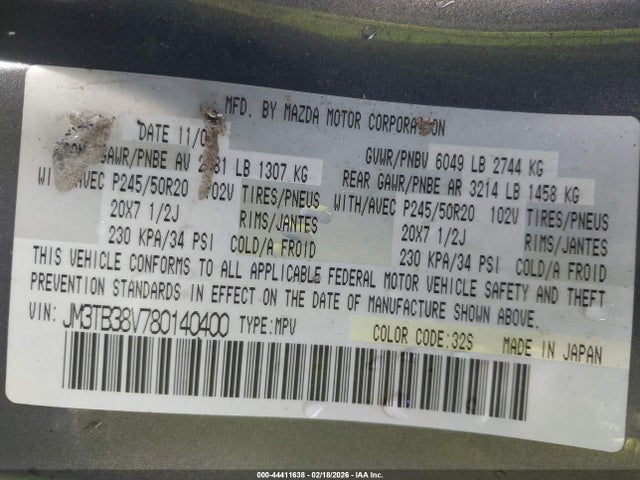 MFD. BY MAZDA MOTOR CORPORATION
DATE 11/0
GVWR/PNBV 6049 LB 2744 KG
GAWR/PNBE AV LB 1307 KG
REAR GAWR/PNBE AR 3214 LB 1458 KG
WITH/AVEC P245/50R20 102V TIRES/PNEUS
WITH/AVEC P245/50R20 102V TIRES/PNEUS
20X7 1/2J RIMS/JANTES
20X7 1/2J RIMS/JANTES
230 KPA/34 PSI COLD/A FROID
230 KPA/34 PSI COLD/A FROID
THIS VEHICLE CONFORMS TO ALL APPLICABLE FEDERAL MOTOR VEHICLE SAFETY AND THEFT
PREVENTION STANDARDS IN EFFECT ON THE DATE OF MANUFACTURE SHOWN ABOVE.
VIN: JM3TB38V780140400 TYPE:MPV
COLOR CODE:32S MADE IN JAPAN
000-44411638 - 02/18/2026 - IAA Inc.